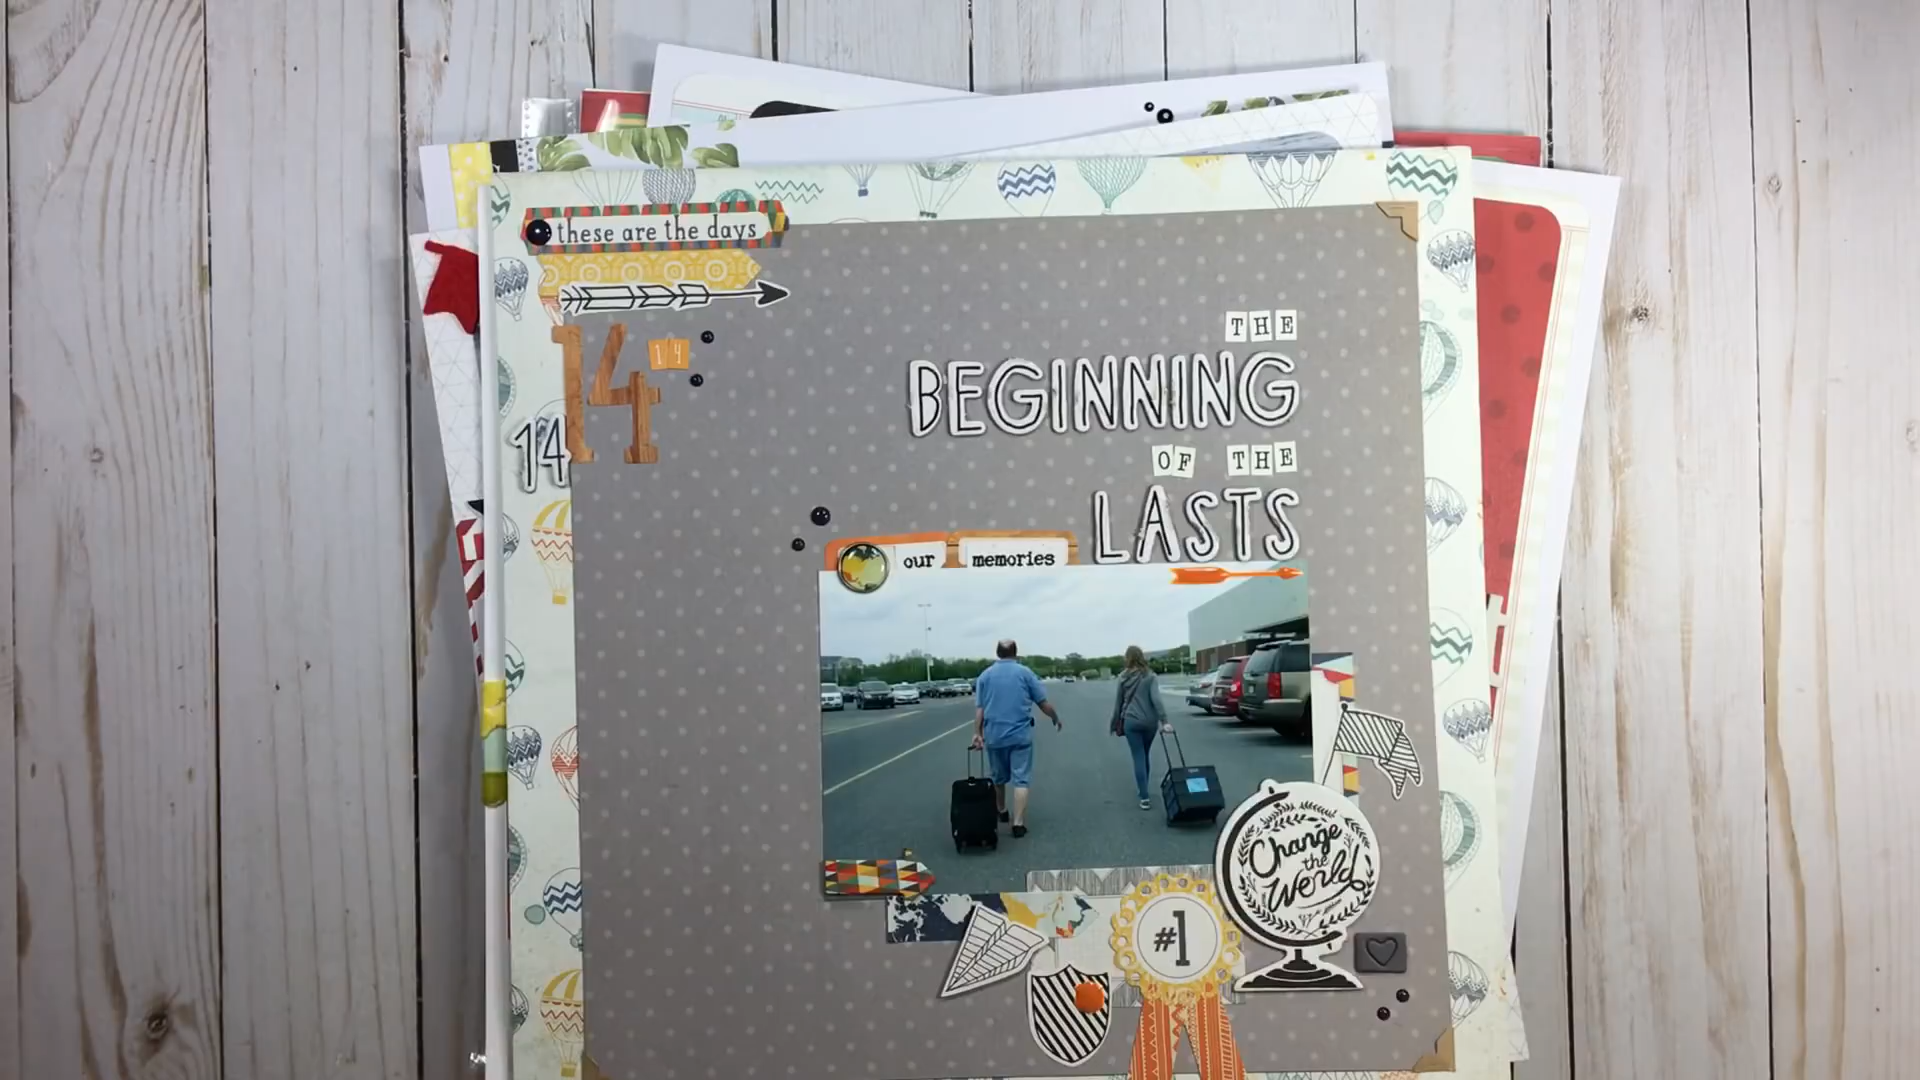 these are the days
14
14
14
THE
BEGINNING
OF THE
LASTS
our memories
Change
the
World
#1